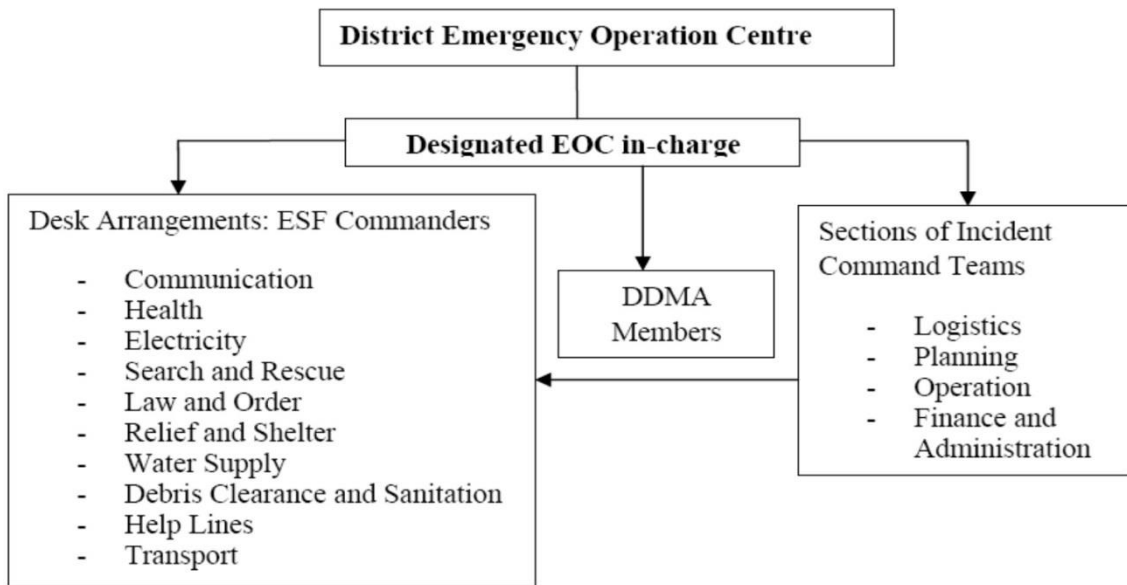 District Emergency Operation Centre
Designated EOC in-charge
Desk Arrangements: ESF Commanders
- Communication
- Health
- Electricity
- Search and Rescue
- Law and Order
- Relief and Shelter
- Water Supply
- Debris Clearance and Sanitation
- Help Lines
- Transport
DDMA
Members
Sections of Incident
Command Teams
- Logistics
- Planning
- Operation
- Finance and
Administration